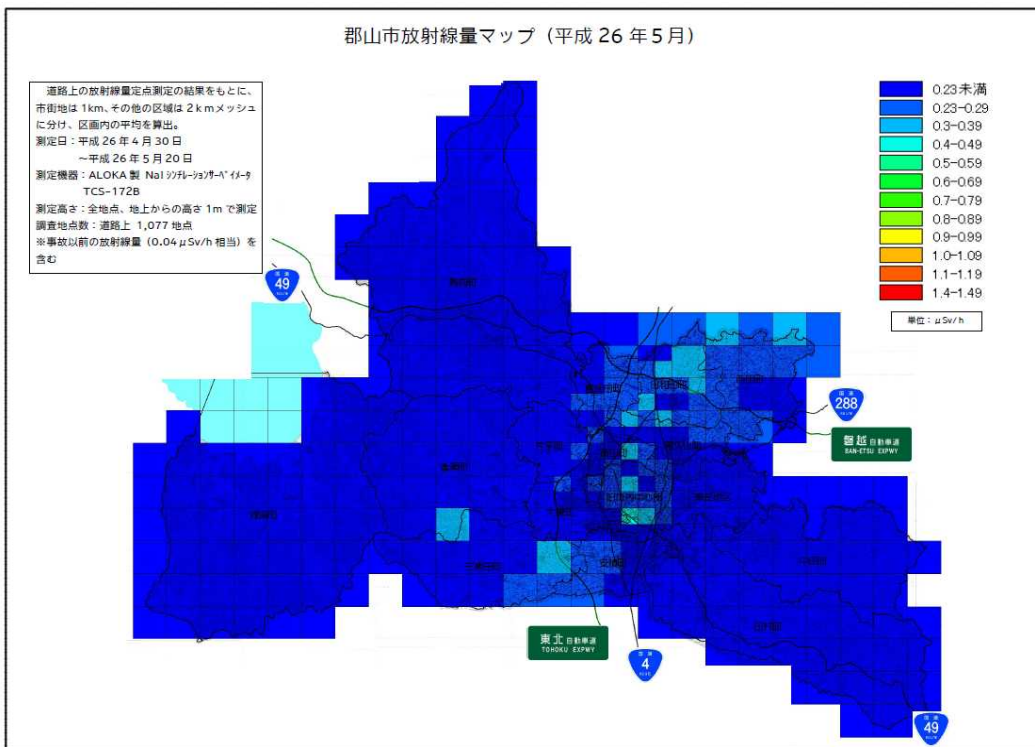 郡山市放射線量マップ（平成 26 年5月）
道路上の放射線量定点測定の結果をもとに、
市街地は 1km、その他の区域は 2ｋｍメッシュ
に分け、区画内の平均を算出。
測定日：平成 26 年 4 月 30 日
～平成 26 年 5 月 20 日
測定機器：ALOKA 製 NaI ｼﾝﾁﾚｰｼｮﾝｻｰﾍﾞｲﾒｰﾀ
TCS-172B
測定高さ：全地点、地上からの高さ 1m で測定
調査地点数：道路上 1,077 地点
※事故以前の放射線量（0.04μSv/h 相当）を
含む
0.23未満
0.23-0.29
0.3-0.39
0.4-0.49
0.5-0.59
0.6-0.69
0.7-0.79
0.8-0.89
0.9-0.99
1.0-1.09
1.1-1.19
1.4-1.49
単位：μSv/h
国道
49
ROUTE
国道
288
ROUTE
磐越自動車道
BAN-ETSU EXPWY
東北自動車道
TOHOKU EXPWY
国道
4
ROUTE
国道
49
ROUTE